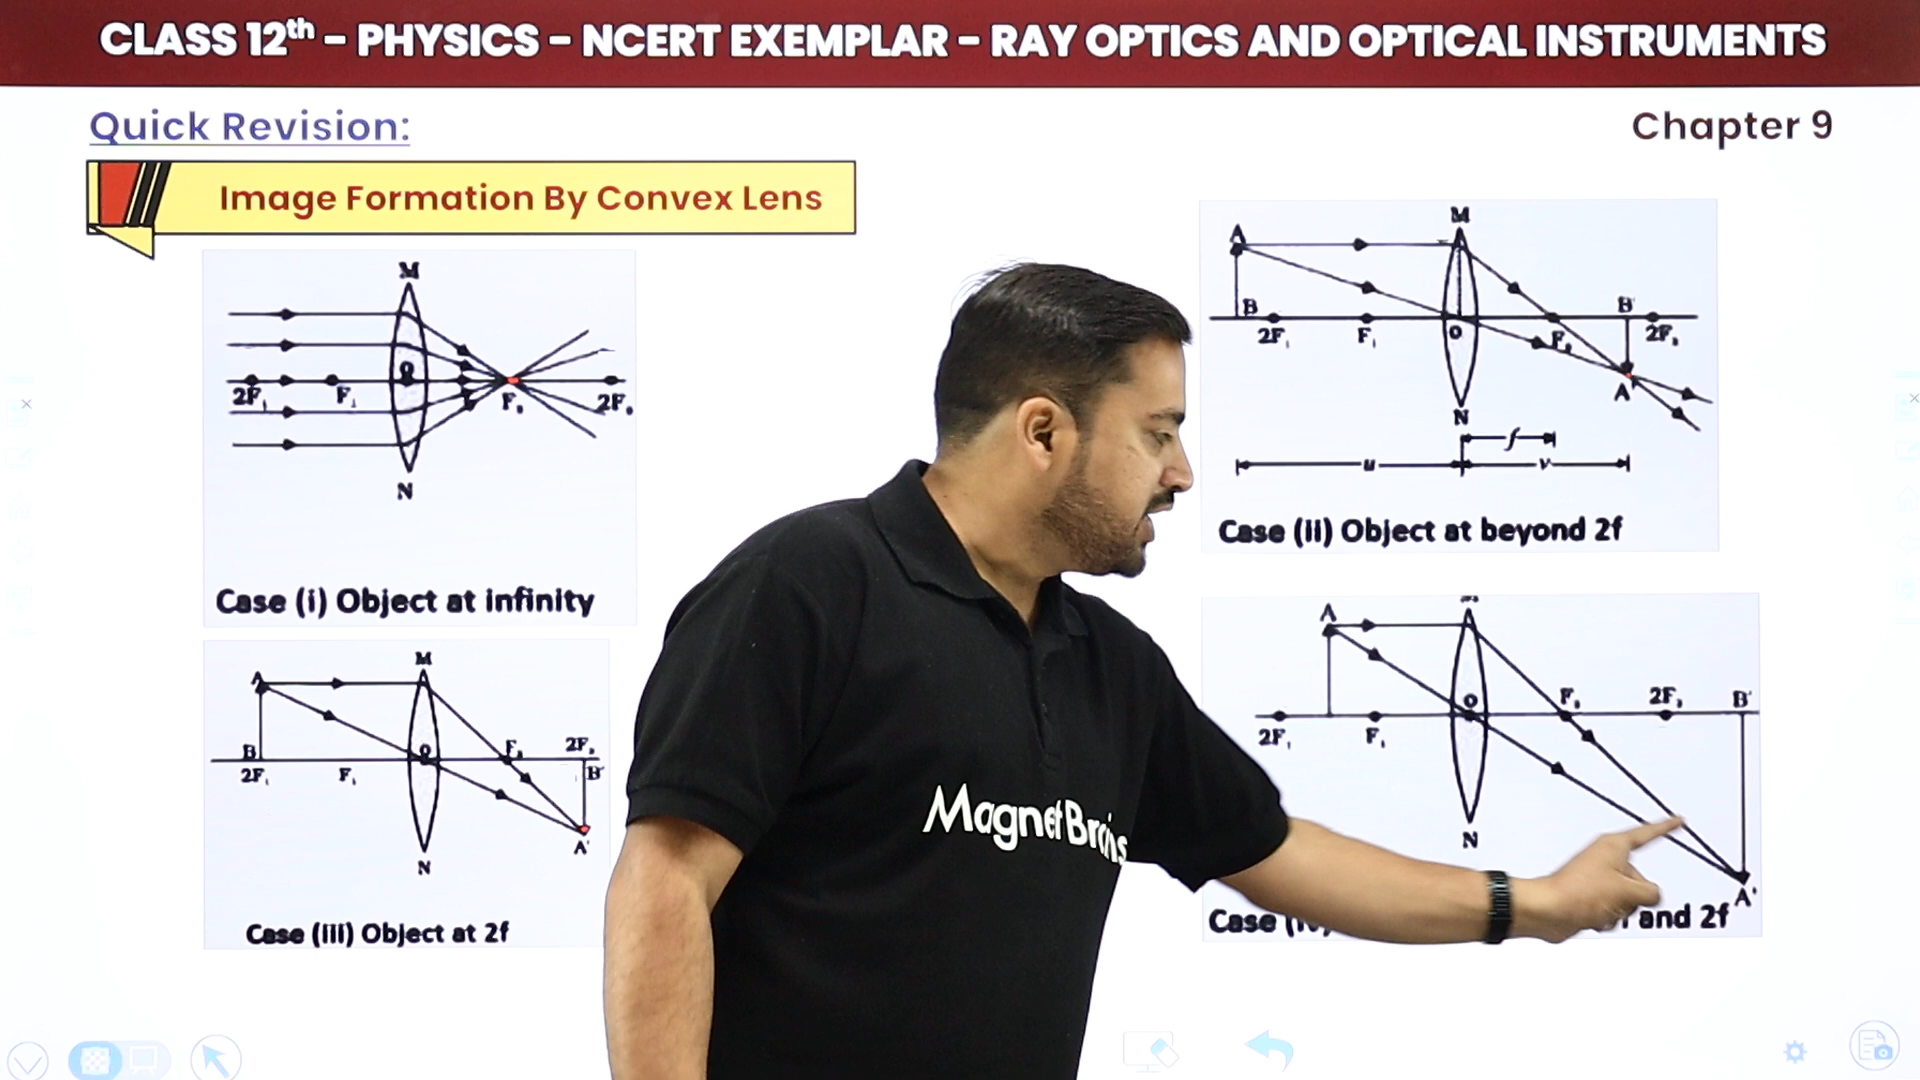 CLASS 12th - PHYSICS - NCERT EXEMPLAR - RAY OPTICS AND OPTICAL INSTRUMENTS
Quick Revision:
Chapter 9
Image Formation By Convex Lens
M
O
2F₁ F₁ F₂ 2F₂
N
Case (i) Object at infinity
A M
B B'
2F₁ F₁ O F₂ 2F₂
A'
N
f
u v
Case (ii) Object at beyond 2f
A M
B O F₂ 2F₂
2F₁ F₁ B'
A'
N
Case (iii) Object at 2f
A
O F₂ 2F₂ B'
2F₁ F₁
N
A'
Case and 2f
Magnet Brains